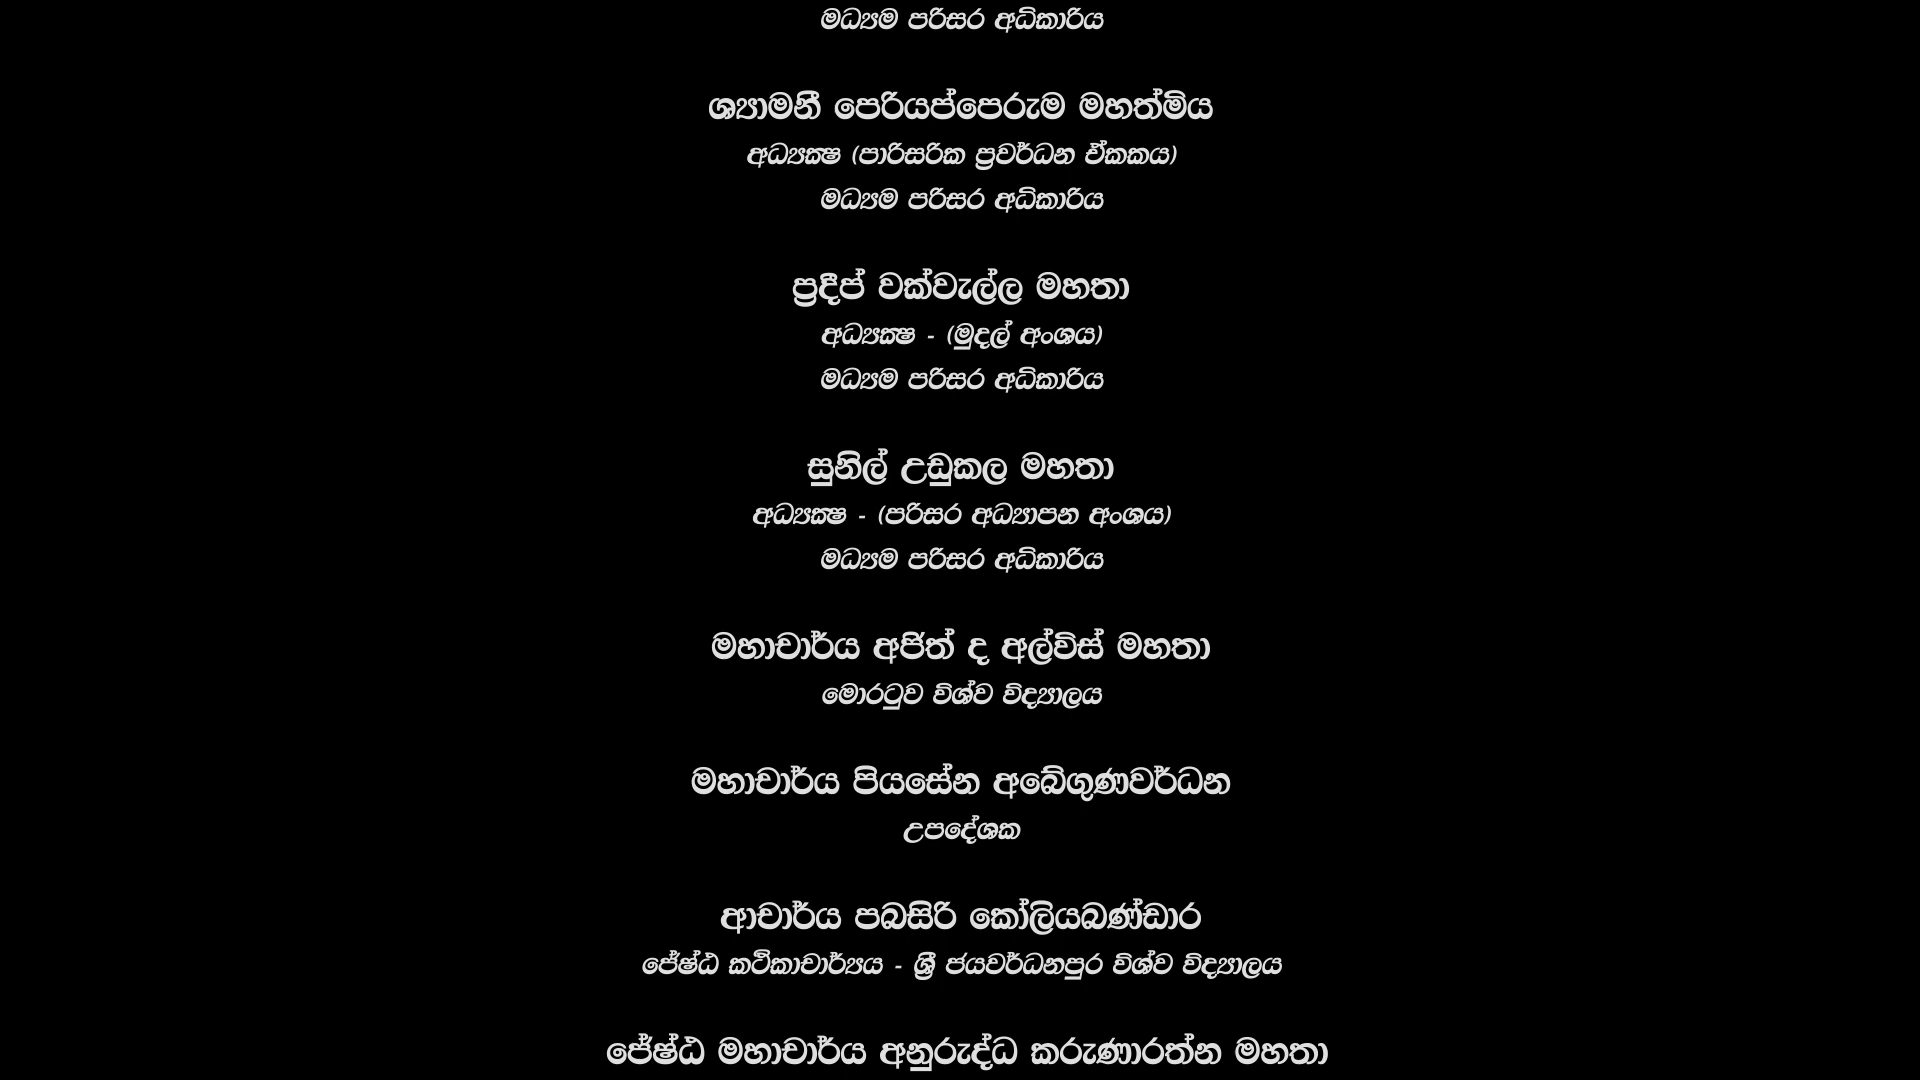 මධ්‍යම පරිසර අධිකාරිය
ශ්‍යාමනී පෙරියප්පෙරුම මහත්මිය
අධ්‍යක්‍ෂ (පාරිසරික ප්‍රවර්ධන ඒකකය)
මධ්‍යම පරිසර අධිකාරිය
ප්‍රදීප් වක්වැල්ල මහතා
අධ්‍යක්‍ෂ - (මුදල් අංශය)
මධ්‍යම පරිසර අධිකාරිය
සුනිල් උඩුකල මහතා
අධ්‍යක්‍ෂ - (පරිසර අධ්‍යාපන අංශය)
මධ්‍යම පරිසර අධිකාරිය
මහාචාර්ය අජිත් ද අල්විස් මහතා
මොරටුව විශ්ව විද්‍යාලය
මහාචාර්ය පියසේන අබේගුණවර්ධන
උපදේශක
ආචාර්ය පබසිරි කෝලියබණ්ඩාර
ජේෂ්ඨ කථිකාචාර්ය්‍යය - ශ්‍රී ජයවර්ධනපුර විශ්ව විද්‍යාලය
ජේෂ්ඨ මහාචාර්ය අනුරුද්ධ කරුණාරත්න මහතා